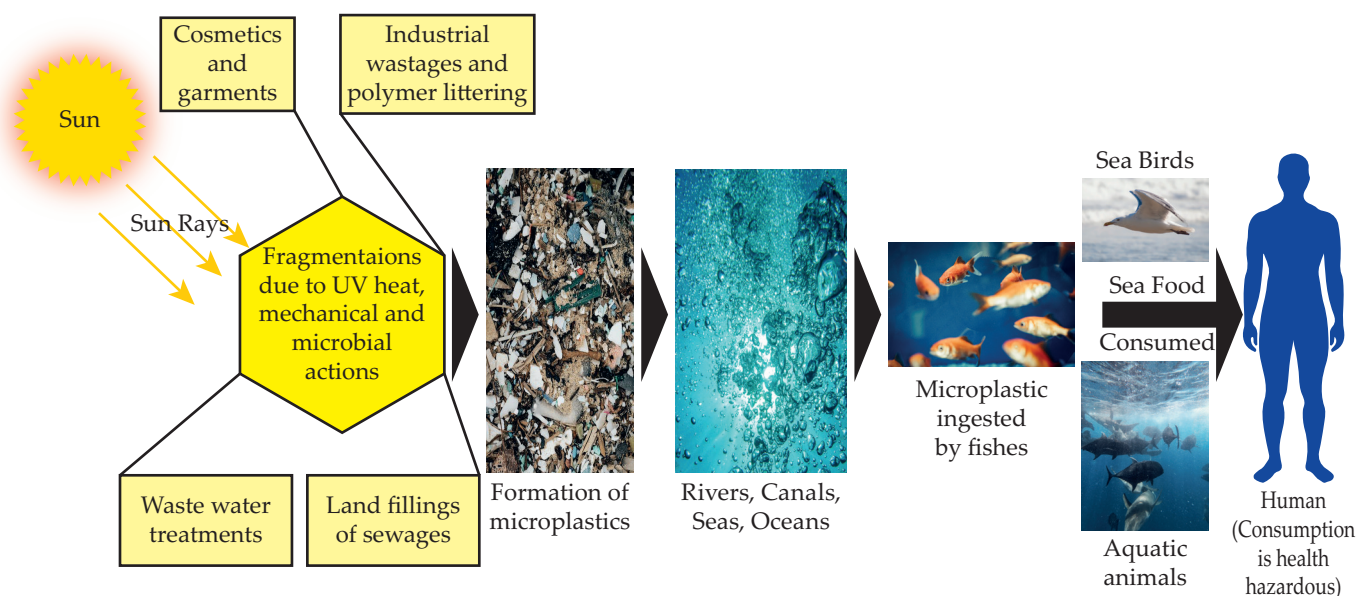 Cosmetics
and
garments
Industrial
wastages and
polymer littering
Sun
Sun Rays
Fragmentaions
due to UV heat,
mechanical and
microbial
actions
Waste water
treatments
Land fillings
of sewages
Formation of
microplastics
Rivers, Canals,
Seas, Oceans
Microplastic
ingested
by fishes
Sea Birds
Sea Food
Consumed
Aquatic
animals
Human
(Consumption
is health
hazardous)